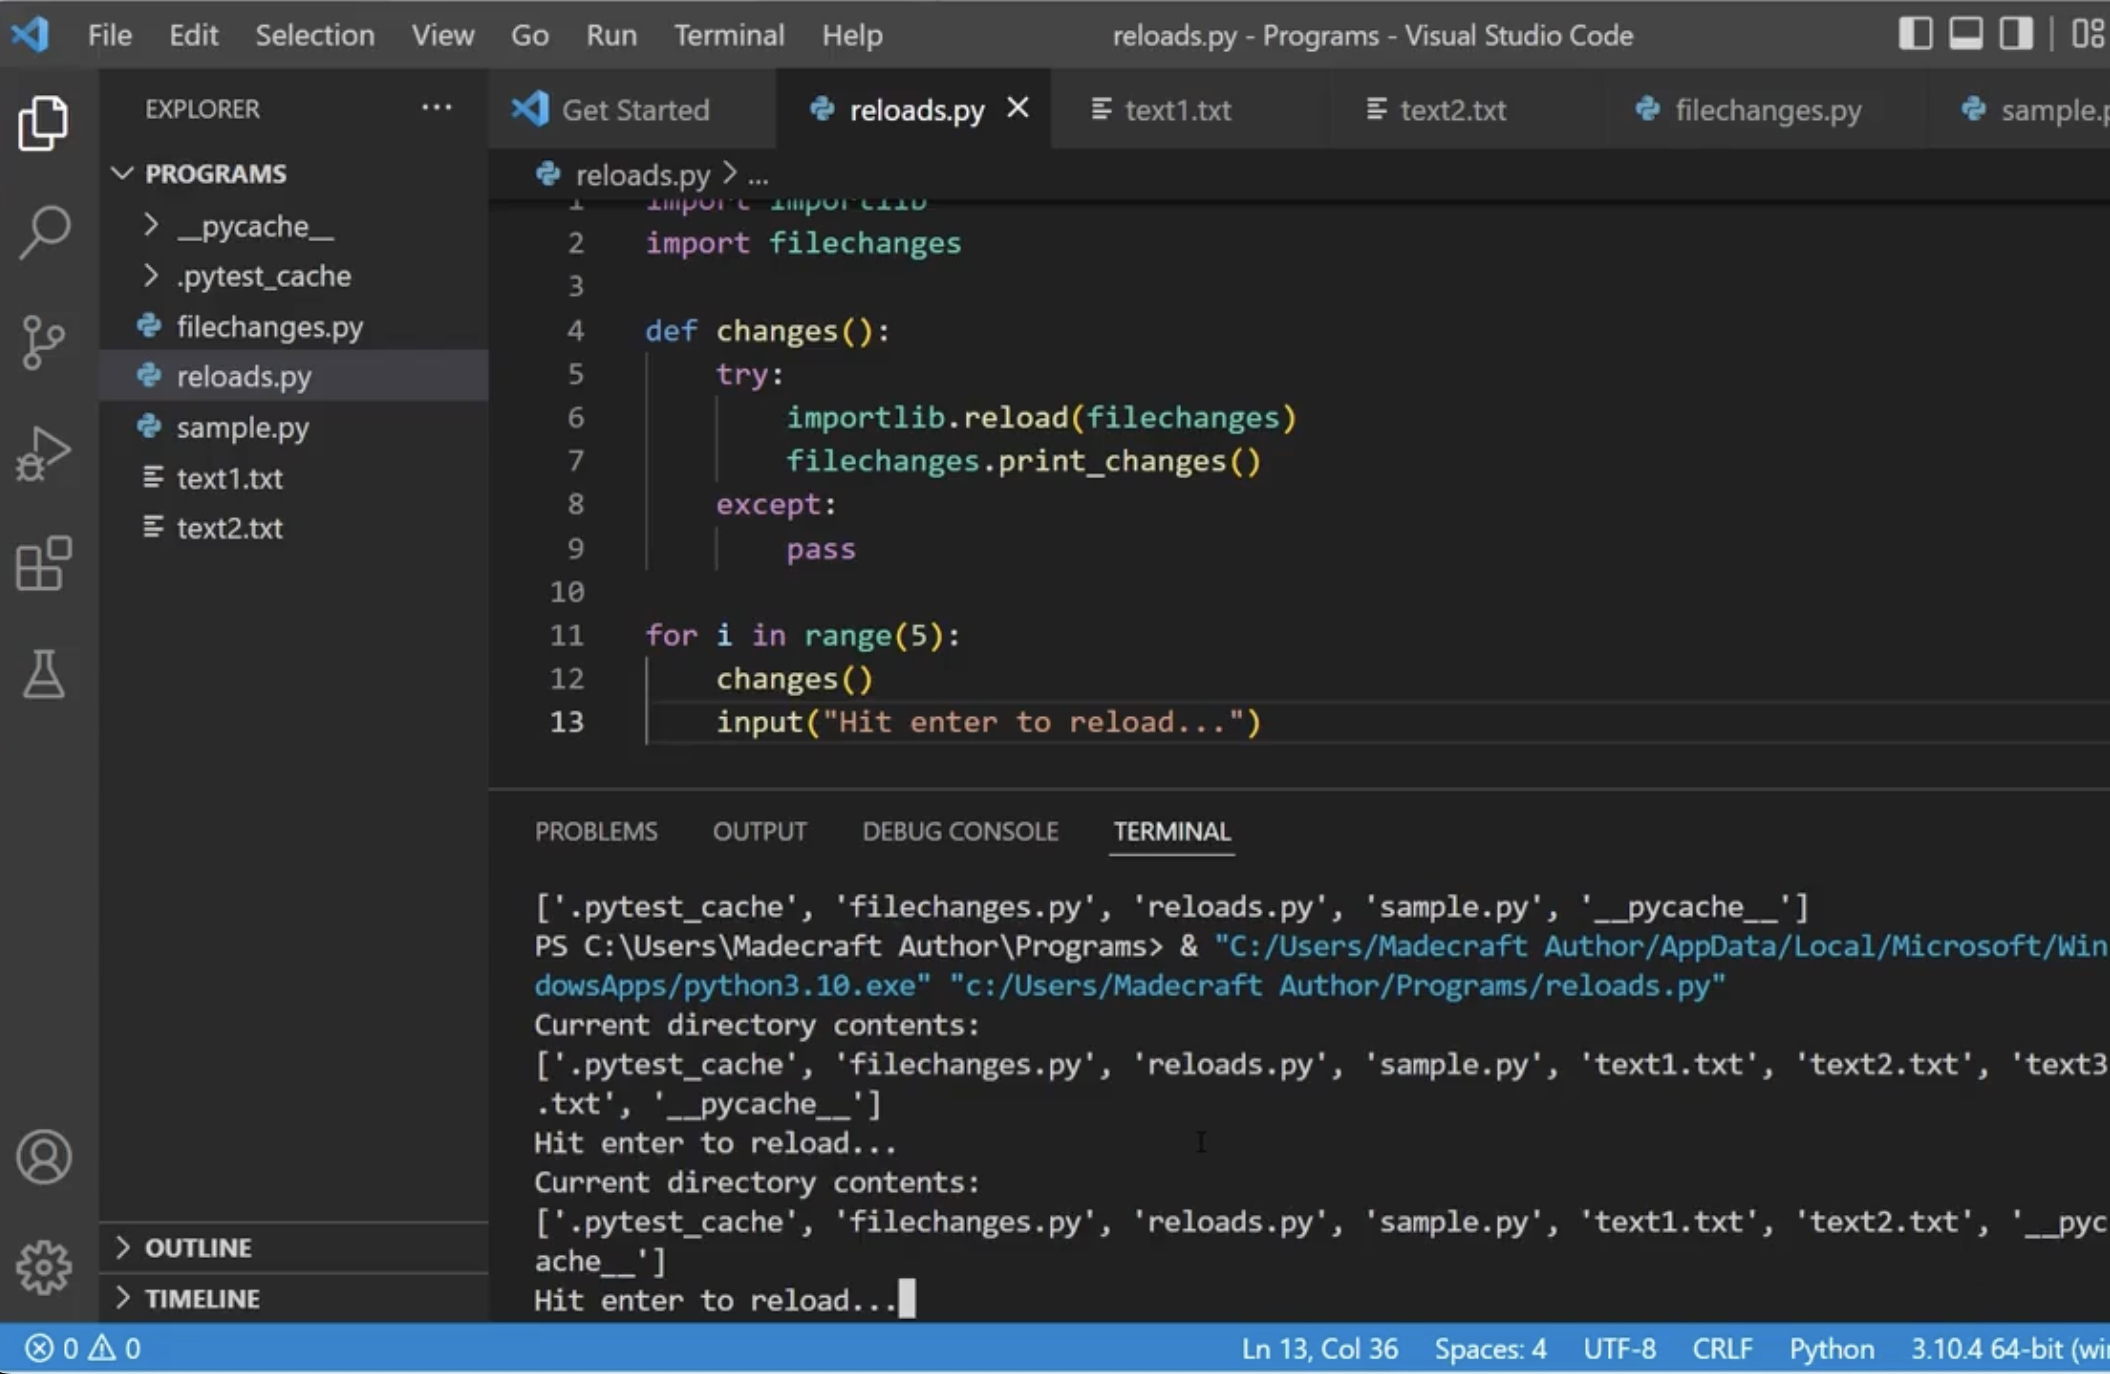 File Edit Selection View Go Run Terminal Help reloads.py - Programs - Visual Studio Code
EXPLORER ...
Get Started reloads.py text1.txt text2.txt filechanges.py sample.p
PROGRAMS
__pycache__
.pytest_cache
filechanges.py
reloads.py
sample.py
text1.txt
text2.txt
OUTLINE
TIMELINE
reloads.py > ...
1 import importlib
2 import filechanges
3
4 def changes():
5 try:
6 importlib.reload(filechanges)
7 filechanges.print_changes()
8 except:
9 pass
10
11 for i in range(5):
12 changes()
13 input("Hit enter to reload...")
PROBLEMS OUTPUT DEBUG CONSOLE TERMINAL
['.pytest_cache', 'filechanges.py', 'reloads.py', 'sample.py', '__pycache__']
PS C:\Users\Madecraft Author\Programs> & "C:/Users/Madecraft Author/AppData/Local/Microsoft/Win
dowsApps/python3.10.exe" "c:/Users/Madecraft Author/Programs/reloads.py"
Current directory contents:
['.pytest_cache', 'filechanges.py', 'reloads.py', 'sample.py', 'text1.txt', 'text2.txt', 'text3
.txt', '__pycache__']
Hit enter to reload...
Current directory contents:
['.pytest_cache', 'filechanges.py', 'reloads.py', 'sample.py', 'text1.txt', 'text2.txt', '__pyc
ache__']
Hit enter to reload...
0 0 Ln 13, Col 36 Spaces: 4 UTF-8 CRLF Python 3.10.4 64-bit (wi